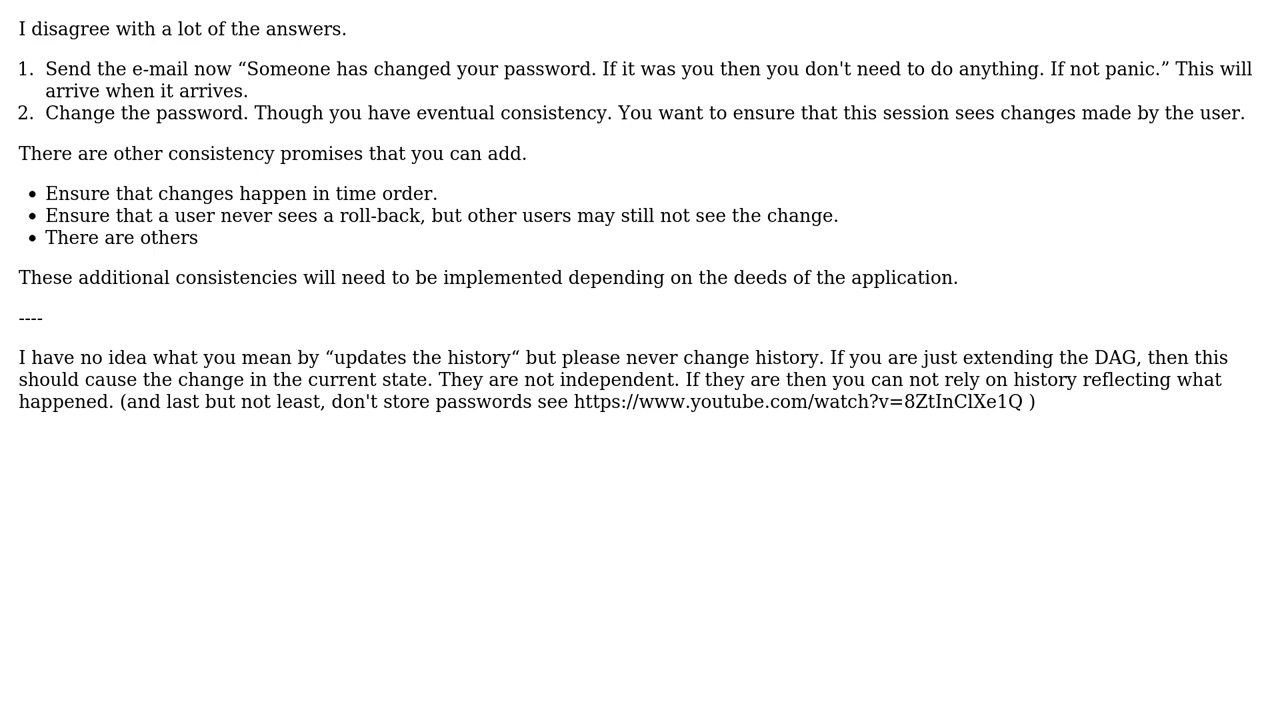 I disagree with a lot of the answers.
1. Send the e-mail now “Someone has changed your password. If it was you then you don't need to do anything. If not panic.” This will
arrive when it arrives.
2. Change the password. Though you have eventual consistency. You want to ensure that this session sees changes made by the user.
There are other consistency promises that you can add.
• Ensure that changes happen in time order.
• Ensure that a user never sees a roll-back, but other users may still not see the change.
• There are others
These additional consistencies will need to be implemented depending on the deeds of the application.
----
I have no idea what you mean by “updates the history“ but please never change history. If you are just extending the DAG, then this
should cause the change in the current state. They are not independent. If they are then you can not rely on history reflecting what
happened. (and last but not least, don't store passwords see https://www.youtube.com/watch?v=8ZtInClXe1Q )